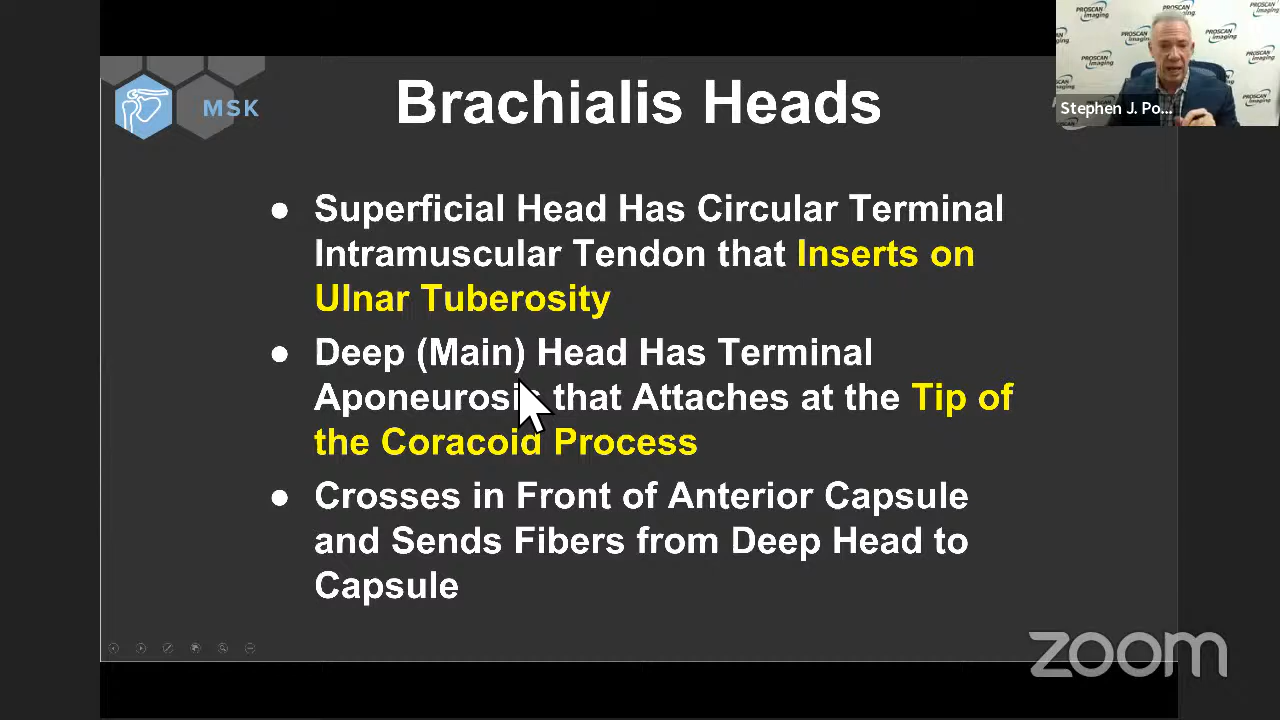 MSK
Brachialis Heads
PROSCAN
imaging
Stephen J. Po...
● Superficial Head Has Circular Terminal
Intramuscular Tendon that Inserts on
Ulnar Tuberosity
● Deep (Main) Head Has Terminal
Aponeurosis that Attaches at the Tip of
the Coracoid Process
● Crosses in Front of Anterior Capsule
and Sends Fibers from Deep Head to
Capsule
zoom